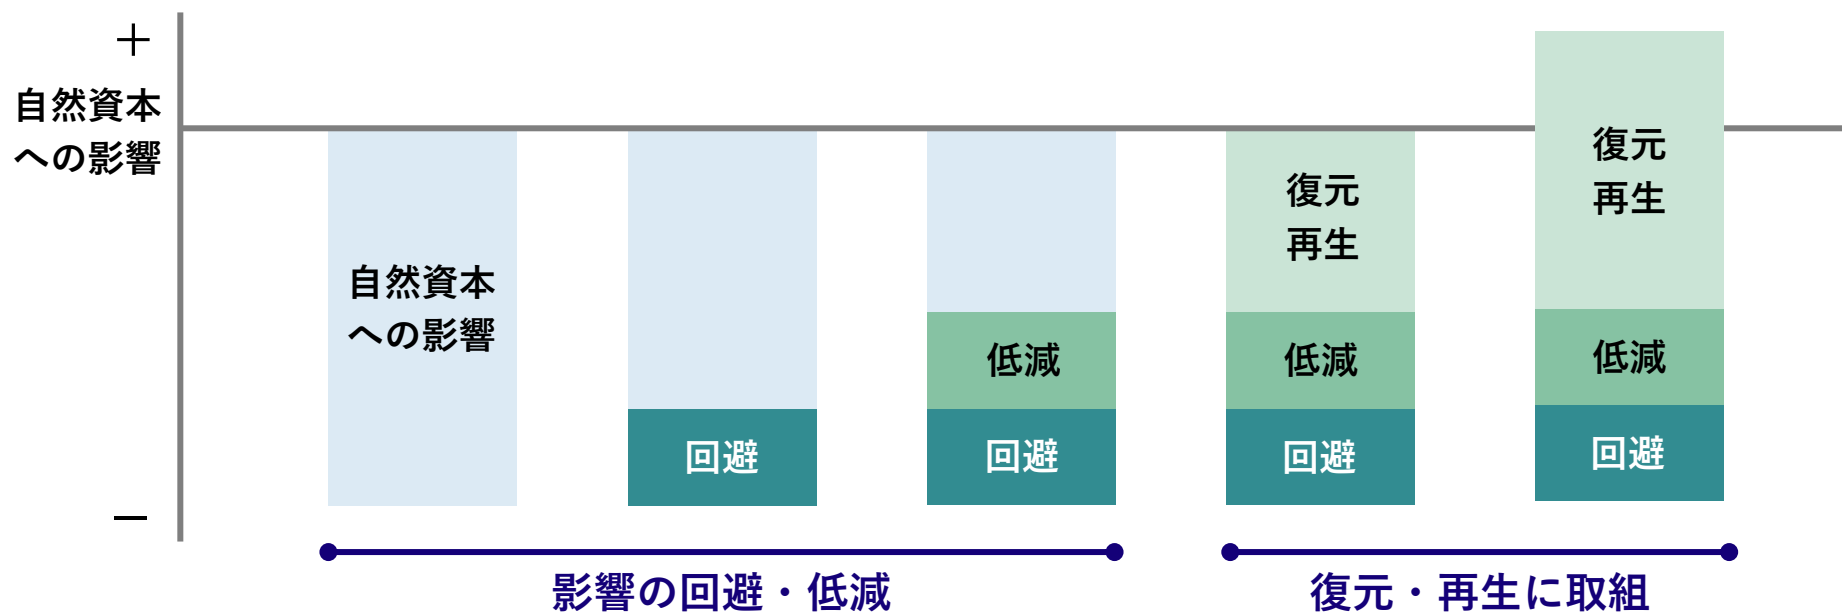 ＋
自然資本
への影響
－
自然資本
への影響
回避
低減
回避
復元
再生
低減
回避
復元
再生
低減
回避
影響の回避・低減
復元・再生に取組